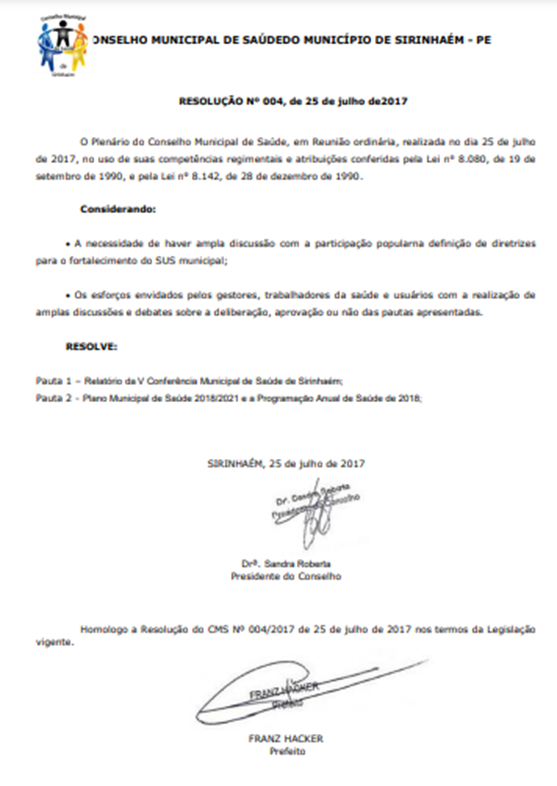 Conselho Municipal
de
Sirinhaém
ONSELHO MUNICIPAL DE SAÚDEDO MUNICÍPIO DE SIRINHAÉM - PE
RESOLUÇÃO Nº 004, de 25 de julho de2017
O Plenário do Conselho Municipal de Saúde, em Reunião ordinária, realizada no dia 25 de julho
de 2017, no uso de suas competências regimentais e atribuições conferidas pela Lei nº 8.080, de 19 de
setembro de 1990, e pela Lei nº 8.142, de 28 de dezembro de 1990.
Considerando:
• A necessidade de haver ampla discussão com a participação popularna definição de diretrizes
para o fortalecimento do SUS municipal;
• Os esforços envidados pelos gestores, trabalhadores da saúde e usuários com a realização de
amplas discussões e debates sobre a deliberação, aprovação ou não das pautas apresentadas.
RESOLVE:
Pauta 1 – Relatório da V Conferência Municipal de Saúde de Sirinhaém;
Pauta 2 - Plano Municipal de Saúde 2018/2021 e a Programação Anual de Saúde de 2018;
SIRINHAÉM, 25 de julho de 2017
Dr. Sandra Roberta
Presidente do Conselho
Drª. Sandra Roberta
Presidente do Conselho
Homologo a Resolução do CMS Nº 004/2017 de 25 de julho de 2017 nos termos da Legislação
vigente.
FRANZ HACKER
Prefeito
FRANZ HACKER
Prefeito